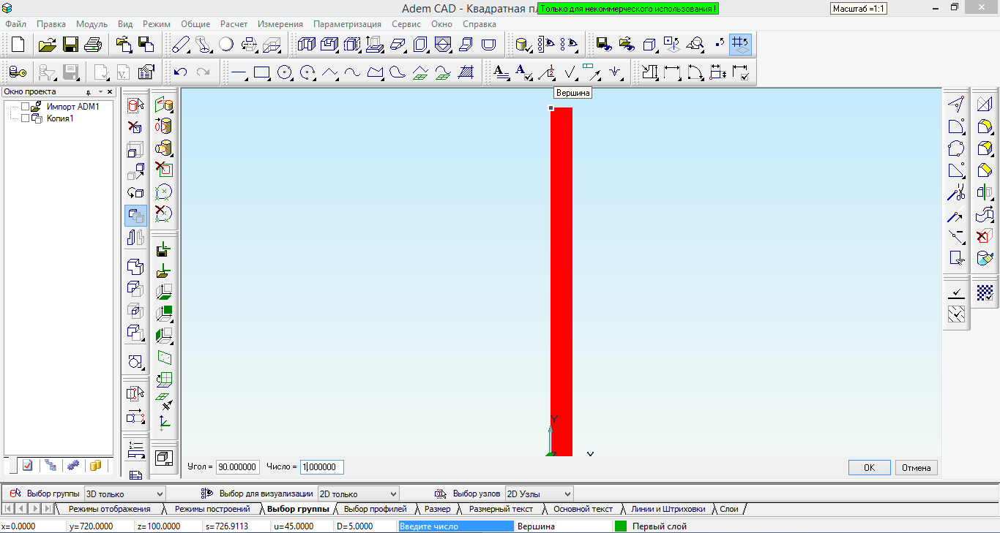 Adem CAD - Квадратная пл
Только для некоммерческого использования !
Масштаб =1:1
Файл Правка Модуль Вид Режим Общие Расчет Измерения Параметризация Сервис Окно Справка
Окно проекта
Вершина
Импорт ADM1
Копия1
Y
Угол = 90.000000 Число = 1.000000 OK Отмена
Выбор группы 3D только Выбор для визуализации 2D только Выбор узлов 2D Узлы
Режимы отображения Режимы построений Выбор группы Выбор профилей Размер Размерный текст Основной текст Линии и Штриховки Слои
x=0.0000 y=720.0000 z=100.0000 s=726.9113 u=45.0000 D=5.0000 Введите число Вершина Первый слой